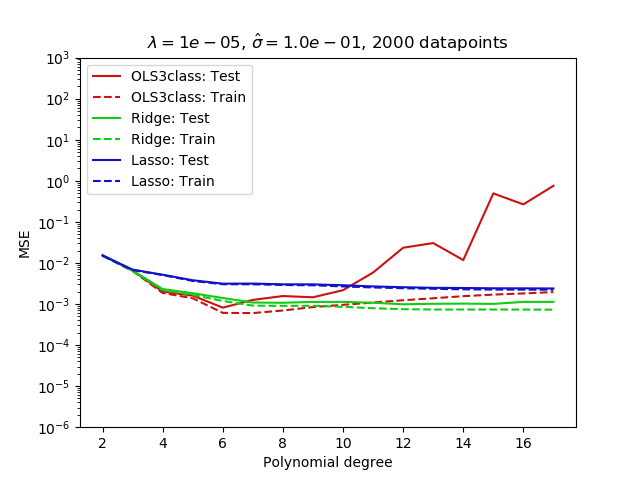 λ = 1e − 05, σ̂ = 1.0e − 01, 2000 datapoints
OLS3class: Test
OLS3class: Train
Ridge: Test
Ridge: Train
Lasso: Test
Lasso: Train
MSE
10³
10²
10¹
10⁰
10⁻¹
10⁻²
10⁻³
10⁻⁴
10⁻⁵
10⁻⁶
2 4 6 8 10 12 14 16
Polynomial degree